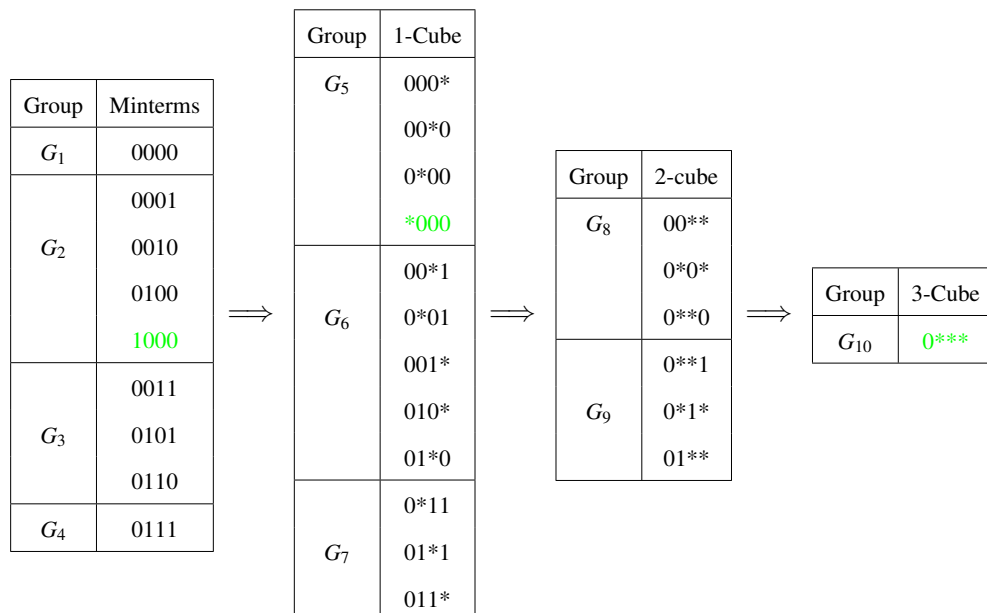 Group Minterms
G1 0000
0001
G2 0010
0100
1000
0011
G3 0101
0110
G4 0111
⟹
Group 1-Cube
G5 000*
00*0
0*00
*000
00*1
G6 0*01
001*
010*
01*0
0*11
G7 01*1
011*
⟹
Group 2-cube
G8 00**
0*0*
0**0
0**1
G9 0*1*
01**
⟹
Group 3-Cube
G10 0***